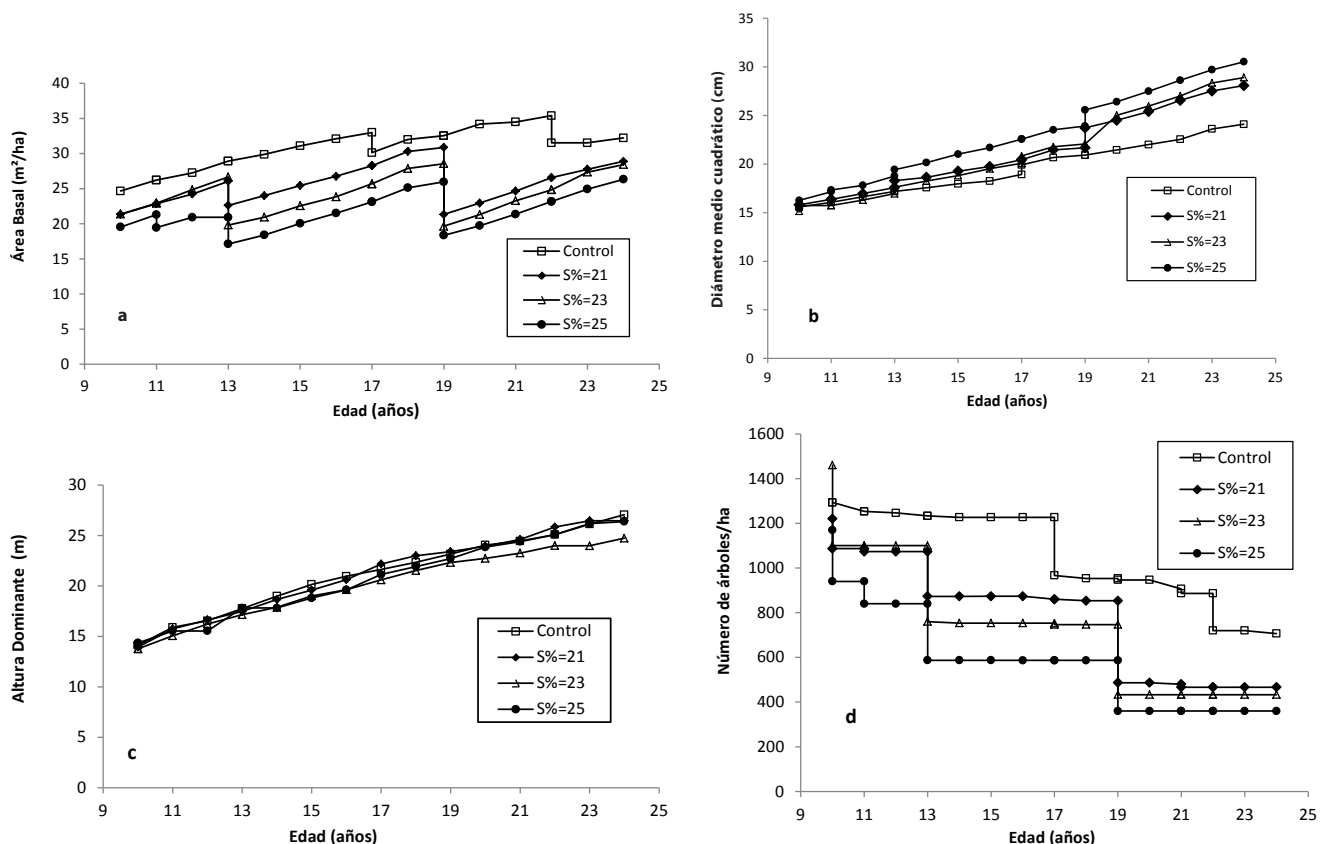 Área Basal (m²/ha)
40
35
30
25
20
15
10
5
0
9
11
13
15
17
19
21
23
25
Edad (años)
a
Control
S%=21
S%=23
S%=25
Diámetro medio cuadrático (cm)
35
30
25
20
15
10
5
0
9
11
13
15
17
19
21
23
25
Edad (años)
b
Control
S%=21
S%=23
S%=25
Altura Dominante (m)
30
25
20
15
10
5
0
9
11
13
15
17
19
21
23
25
Edad (años)
c
Control
S%=21
S%=23
S%=25
Número de árboles/ha
1600
1400
1200
1000
800
600
400
200
0
9
11
13
15
17
19
21
23
25
Edad (años)
d
Control
S%=21
S%=23
S%=25